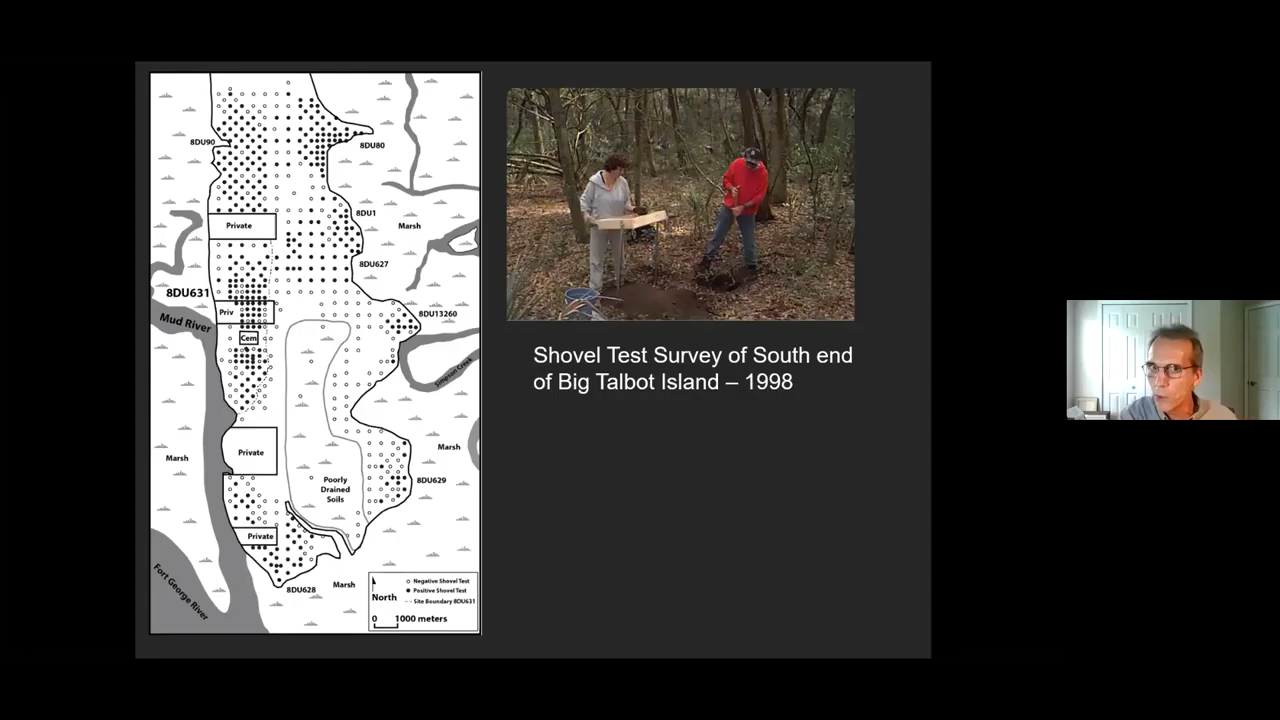 8DU90
8DU80
8DU1
Private
Marsh
8DU627
8DU631
Priv
8DU13260
Mud River
Cem
Simpson Creek
Private
Marsh
Marsh
8DU629
Poorly
Drained
Soils
Private
Fort George River
8DU628
Marsh
Negative Shovel Test
Positive Shovel Test
Site Boundary 8DU631
North
0 1000 meters
Shovel Test Survey of South end
of Big Talbot Island – 1998